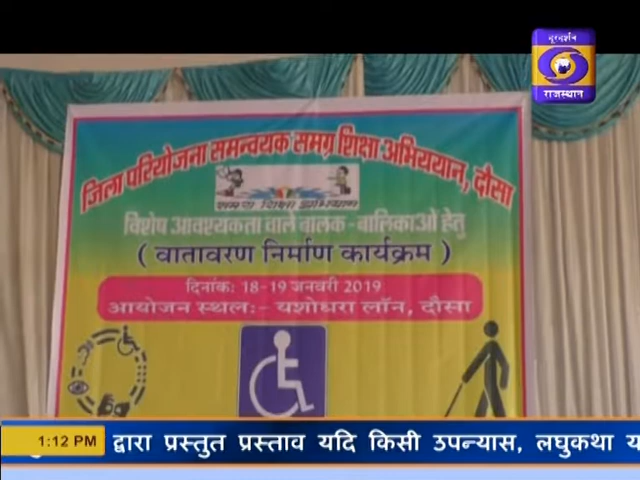 दूरदर्शन
राजस्थान
जिला परियोजना समन्वयक समग्र शिक्षा अभिययान, दौसा
समग्र शिक्षा अभियान
विशेष आवश्यकता वाले बालक - बालिकाओं हेतु
( वातावरण निर्माण कार्यक्रम )
दिनांक: 18-19 जनवरी 2019
आयोजन स्थल:- यशोधरा लॉन, दौसा
1:12 PM
द्वारा प्रस्तुत प्रस्ताव यदि किसी उपन्यास, लघुकथा